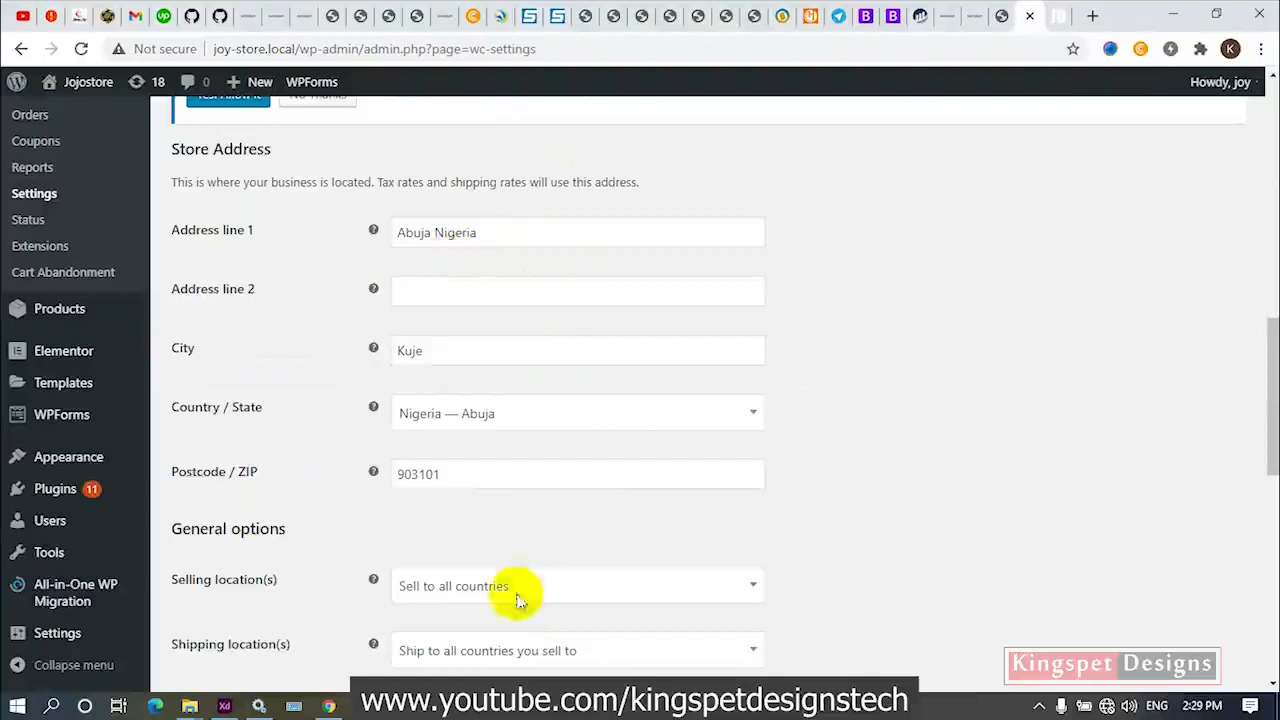 Not secure joy-store.local/wp-admin/admin.php?page=wc-settings
K
Jojostore 18 0 New WPForms Howdy, joy
Orders
Coupons
Reports
Settings
Status
Extensions
Cart Abandonment
Products
Elementor
Templates
WPForms
Appearance
Plugins 11
Users
Tools
All-in-One WP
Migration
Settings
Collapse menu
Store Address
This is where your business is located. Tax rates and shipping rates will use this address.
Address line 1 Abuja Nigeria
Address line 2
City Kuje
Country / State Nigeria — Abuja
Postcode / ZIP 903101
General options
Selling location(s) Sell to all countries
Shipping location(s) Ship to all countries you sell to
Kingspet Designs
www.youtube.com/kingspetdesignstech
ENG 2:29 PM